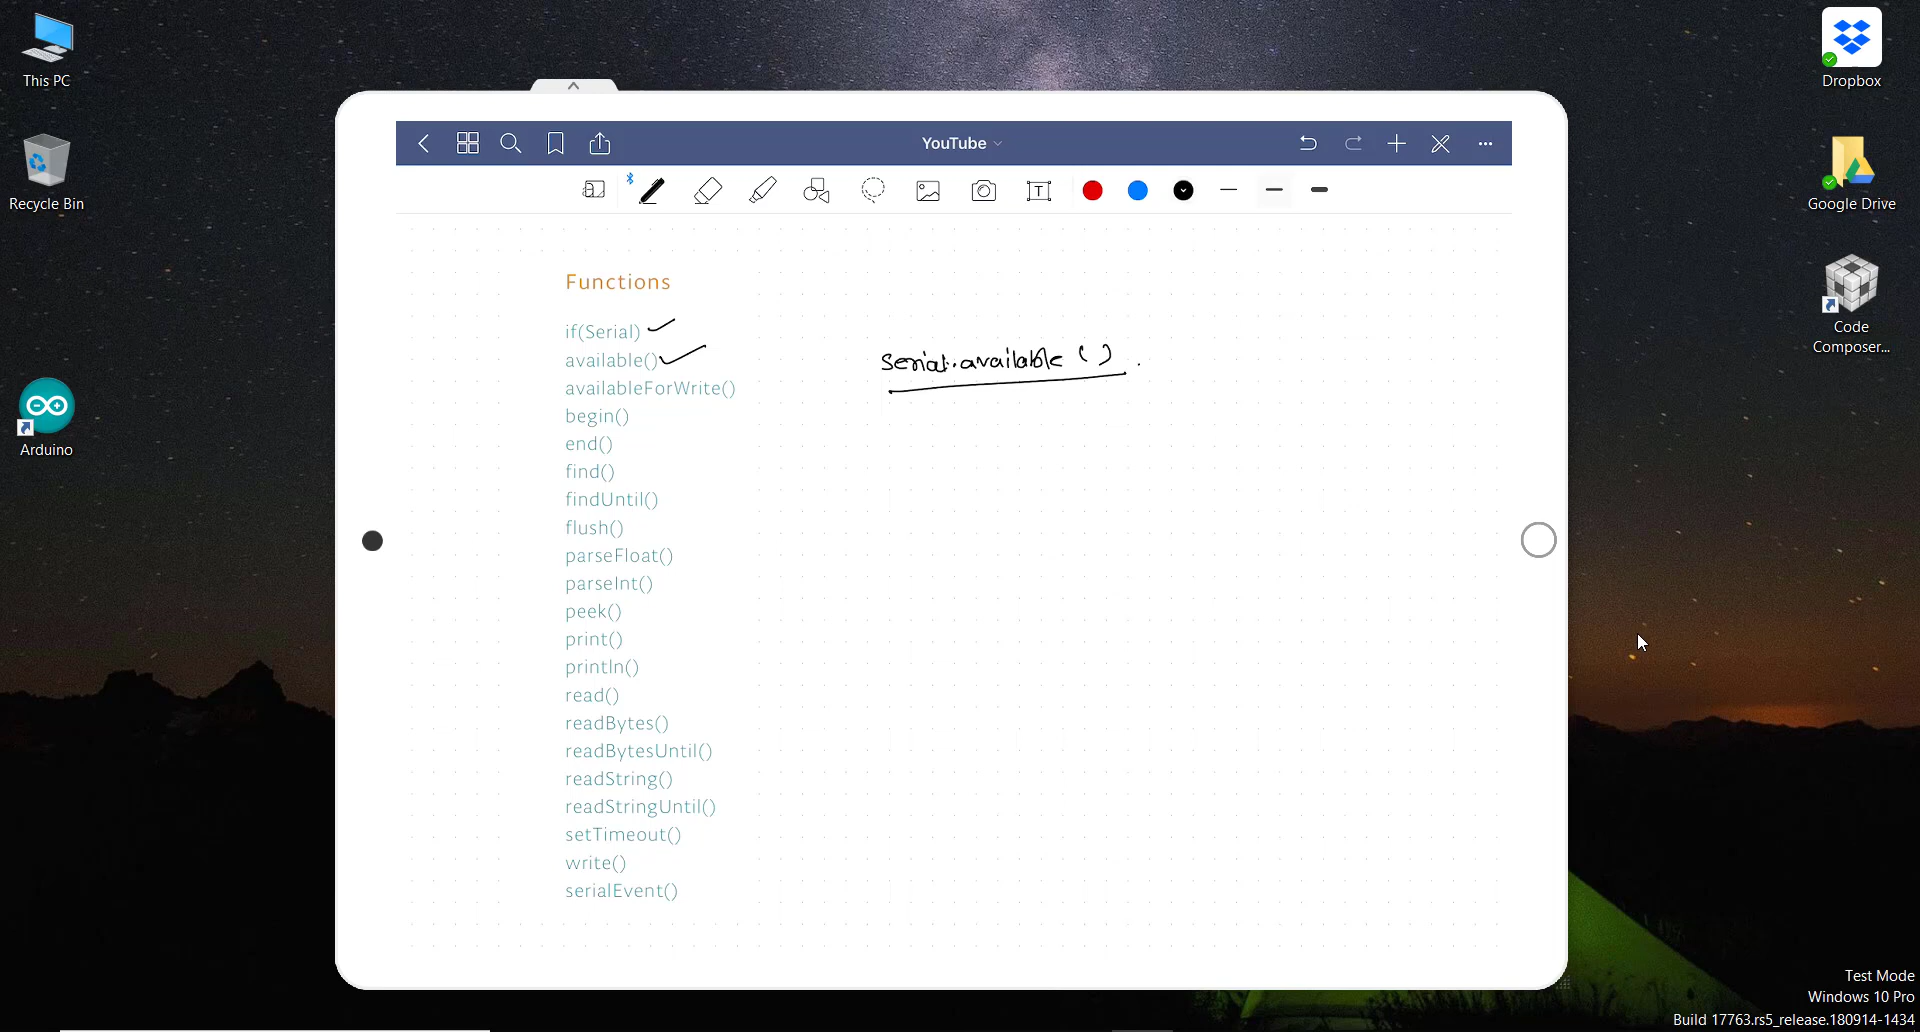 This PC
Recycle Bin
Arduino
YouTube
T
Functions
if(Serial)
available()
availableForWrite()
begin()
end()
find()
findUntil()
flush()
parseFloat()
parseInt()
peek()
print()
println()
read()
readBytes()
readBytesUntil()
readString()
readStringUntil()
setTimeout()
write()
serialEvent()
Serial.available ( ) .
Dropbox
Google Drive
Code
Composer...
Test Mode
Windows 10 Pro
Build 17763.rs5_release.180914-1434